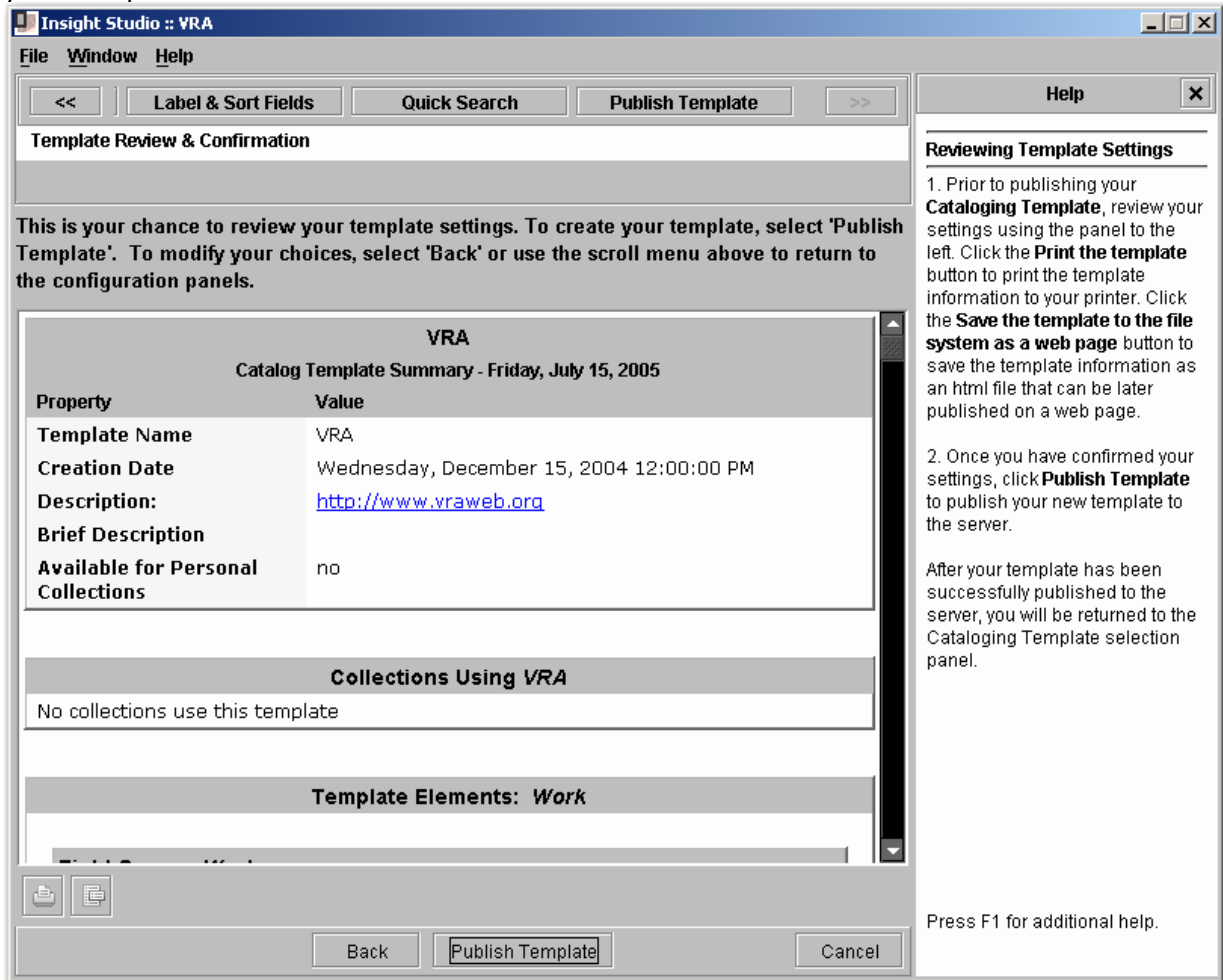 Insight Studio :: VRA
File Window Help
<< Label & Sort Fields Quick Search Publish Template >>
Template Review & Confirmation
This is your chance to review your template settings. To create your template, select 'Publish
Template'. To modify your choices, select 'Back' or use the scroll menu above to return to
the configuration panels.
VRA
Catalog Template Summary - Friday, July 15, 2005
Property Value
Template Name VRA
Creation Date Wednesday, December 15, 2004 12:00:00 PM
Description: http://www.vraweb.org
Brief Description
Available for Personal no
Collections
Collections Using VRA
No collections use this template
Template Elements: Work
Back Publish Template Cancel
Help
Reviewing Template Settings
1. Prior to publishing your
Cataloging Template, review your
settings using the panel to the
left. Click the Print the template
button to print the template
information to your printer. Click
the Save the template to the file
system as a web page button to
save the template information as
an html file that can be later
published on a web page.
2. Once you have confirmed your
settings, click Publish Template
to publish your new template to
the server.
After your template has been
successfully published to the
server, you will be returned to the
Cataloging Template selection
panel.
Press F1 for additional help.